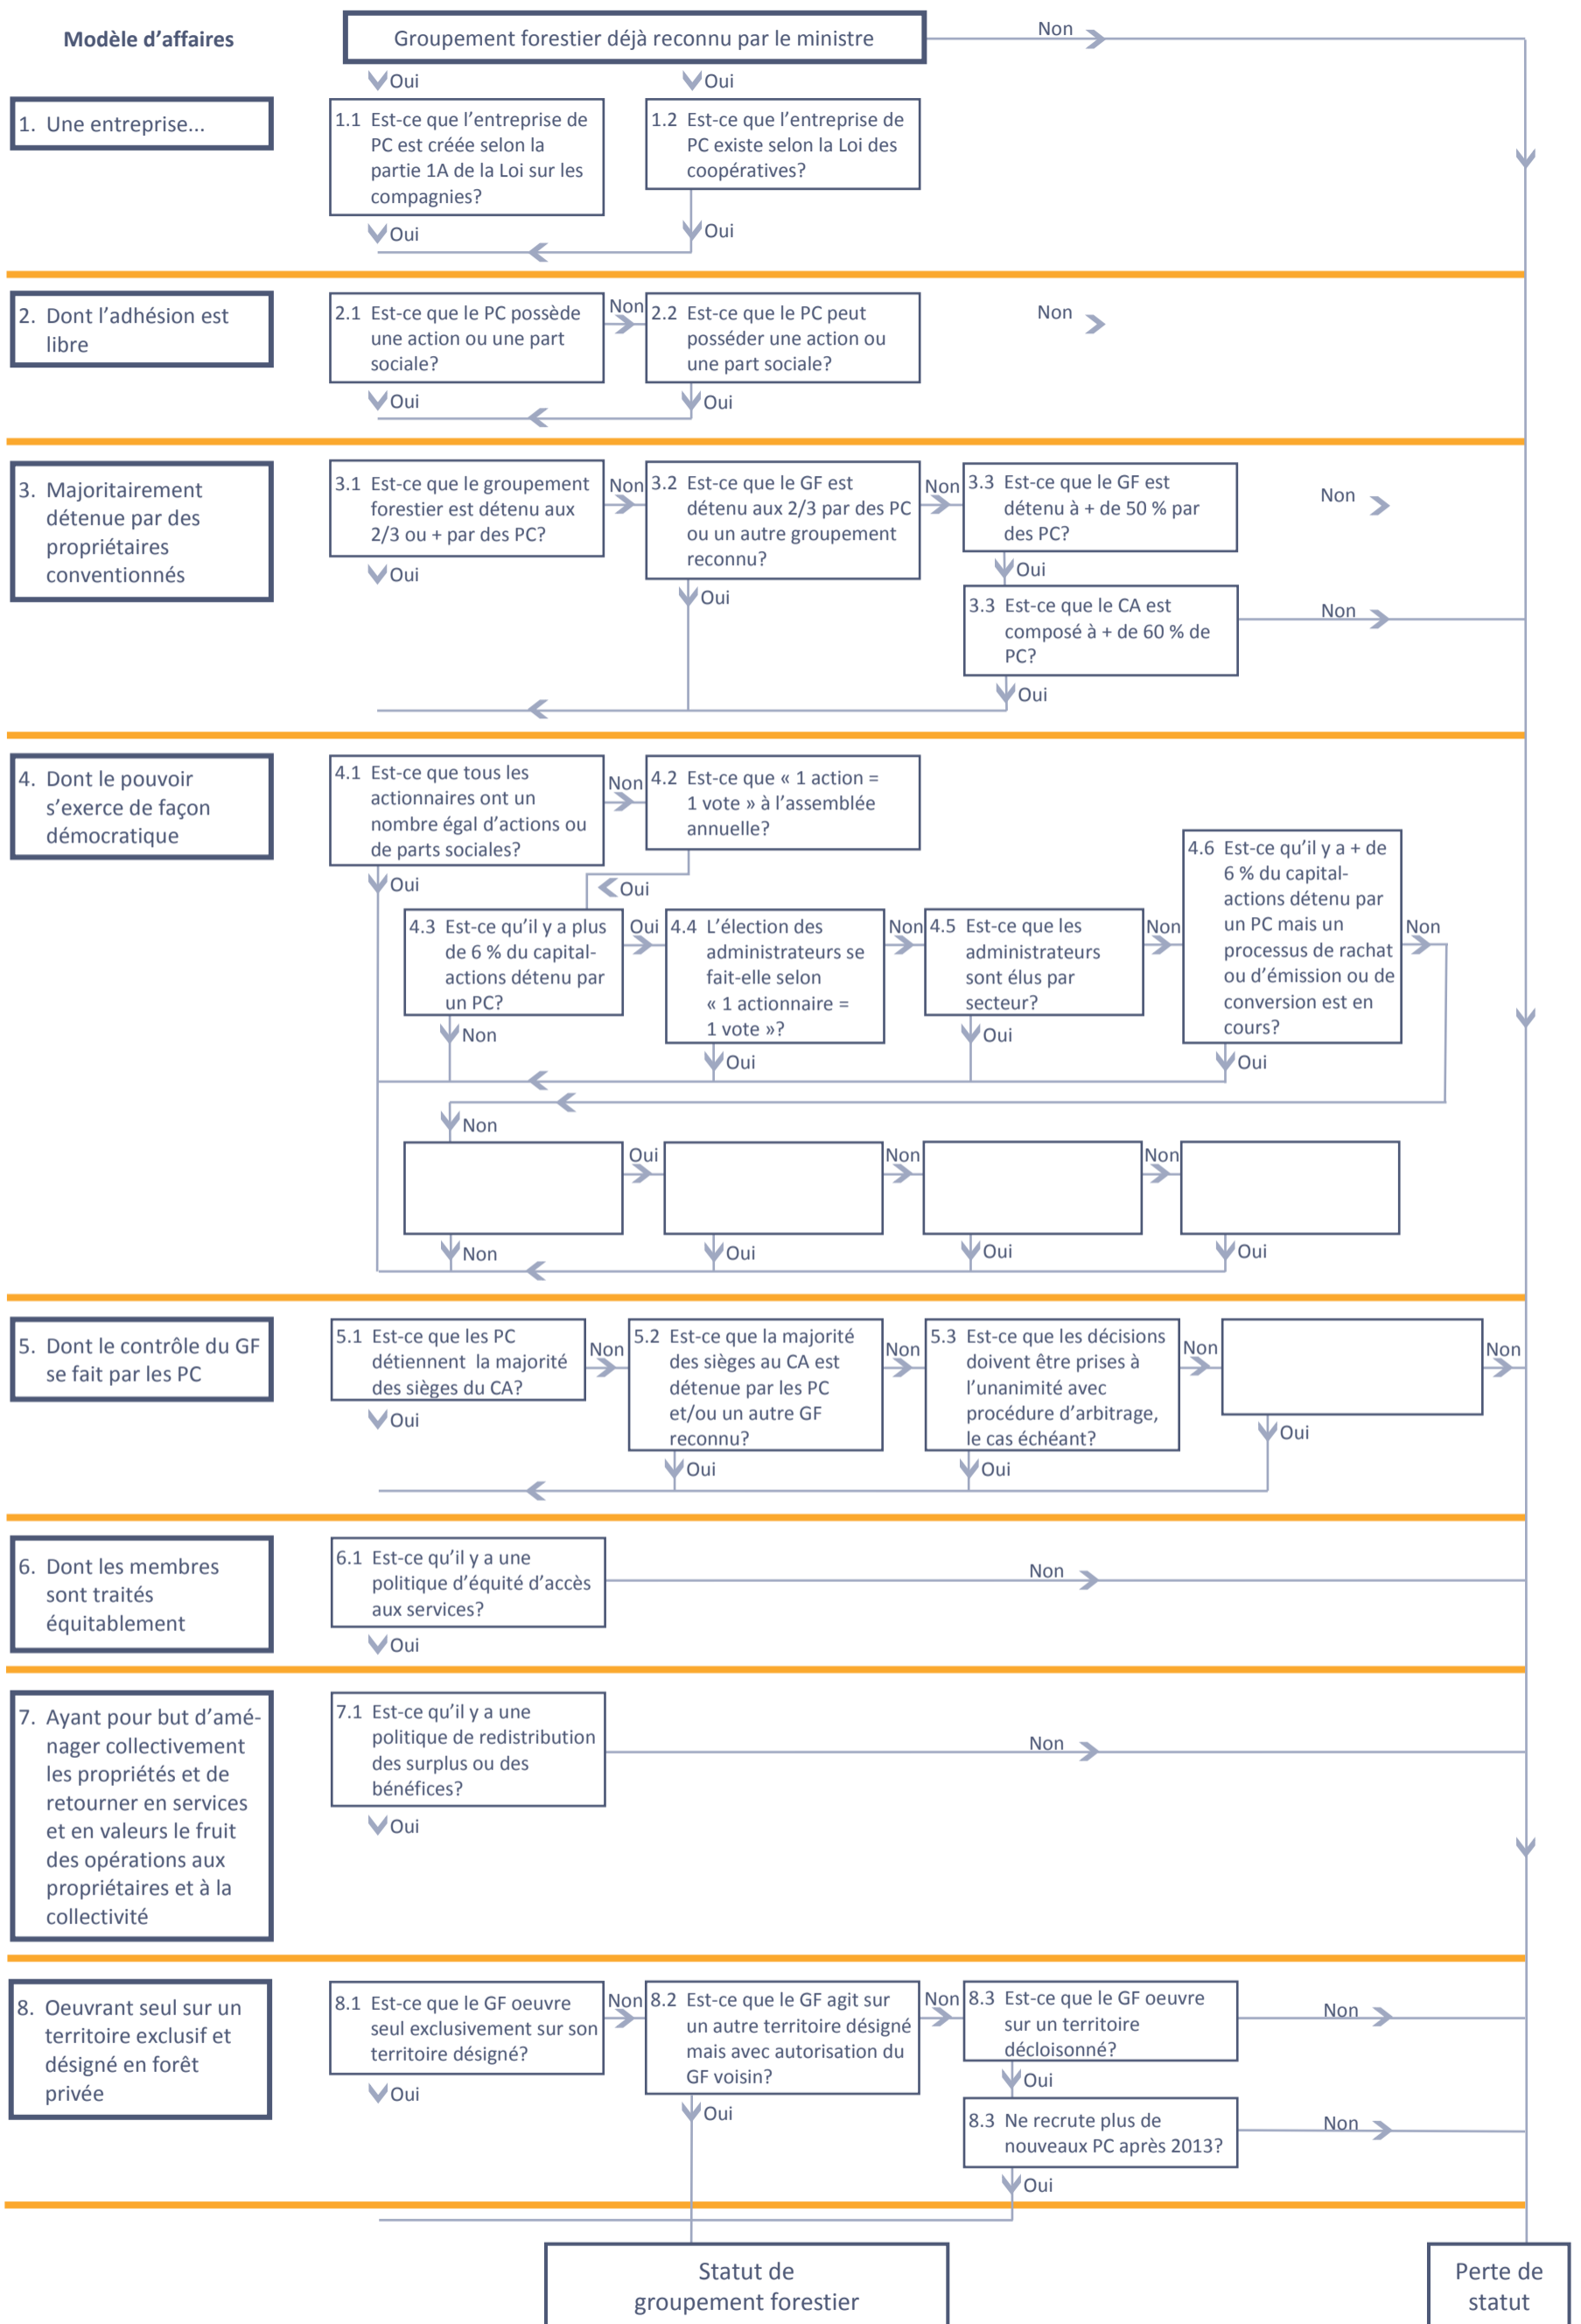 Modèle d’affaires
Groupement forestier déjà reconnu par le ministre
Non
Oui
Oui
1. Une entreprise...
1.1 Est-ce que l’entreprise de
PC est créée selon la
partie 1A de la Loi sur les
compagnies?
Oui
1.2 Est-ce que l’entreprise de
PC existe selon la Loi des
coopératives?
Oui
2. Dont l’adhésion est
libre
2.1 Est-ce que le PC possède
une action ou une part
sociale?
Non
Oui
2.2 Est-ce que le PC peut
posséder une action ou
une part sociale?
Non
Oui
3. Majoritairement
détenue par des
propriétaires
conventionnés
3.1 Est-ce que le groupement
forestier est détenu aux
2/3 ou + par des PC?
Non
Oui
3.2 Est-ce que le GF est
détenu aux 2/3 par des PC
ou un autre groupement
reconnu?
Non
Oui
3.3 Est-ce que le GF est
détenu à + de 50 % par
des PC?
Non
Oui
3.3 Est-ce que le CA est
composé à + de 60 % de
PC?
Non
Oui
4. Dont le pouvoir
s’exerce de façon
démocratique
4.1 Est-ce que tous les
actionnaires ont un
nombre égal d’actions ou
de parts sociales?
Non
Oui
4.2 Est-ce que « 1 action =
1 vote » à l’assemblée
annuelle?
Oui
4.3 Est-ce qu’il y a plus
de 6 % du capital-
actions détenu par
un PC?
Oui
Non
4.4 L’élection des
administrateurs se
fait-elle selon
« 1 actionnaire =
1 vote »?
Non
Oui
4.5 Est-ce que les
administrateurs
sont élus par
secteur?
Non
Oui
4.6 Est-ce qu’il y a + de
6 % du capital-
actions détenu par
un PC mais un
processus de rachat
ou d’émission ou de
conversion est en
cours?
Non
Oui
Non
Oui
Non
Non
Non
Oui
Oui
Oui
5. Dont le contrôle du GF
se fait par les PC
5.1 Est-ce que les PC
détiennent la majorité
des sièges du CA?
Non
Oui
5.2 Est-ce que la majorité
des sièges au CA est
détenue par les PC
et/ou un autre GF
reconnu?
Non
Oui
5.3 Est-ce que les décisions
doivent être prises à
l’unanimité avec
procédure d’arbitrage,
le cas échéant?
Non
Oui
Non
Oui
6. Dont les membres
sont traités
équitablement
6.1 Est-ce qu’il y a une
politique d’équité d’accès
aux services?
Non
Oui
7. Ayant pour but d’amé-
nager collectivement
les propriétés et de
retourner en services
et en valeurs le fruit
des opérations aux
propriétaires et à la
collectivité
7.1 Est-ce qu’il y a une
politique de redistribution
des surplus ou des
bénéfices?
Non
Oui
8. Oeuvrant seul sur un
territoire exclusif et
désigné en forêt
privée
8.1 Est-ce que le GF oeuvre
seul exclusivement sur son
territoire désigné?
Non
Oui
8.2 Est-ce que le GF agit sur
un autre territoire désigné
mais avec autorisation du
GF voisin?
Non
Oui
8.3 Est-ce que le GF oeuvre
sur un territoire
décloisonné?
Non
Oui
8.3 Ne recrute plus de
nouveaux PC après 2013?
Non
Oui
Statut de
groupement forestier
Perte de
statut